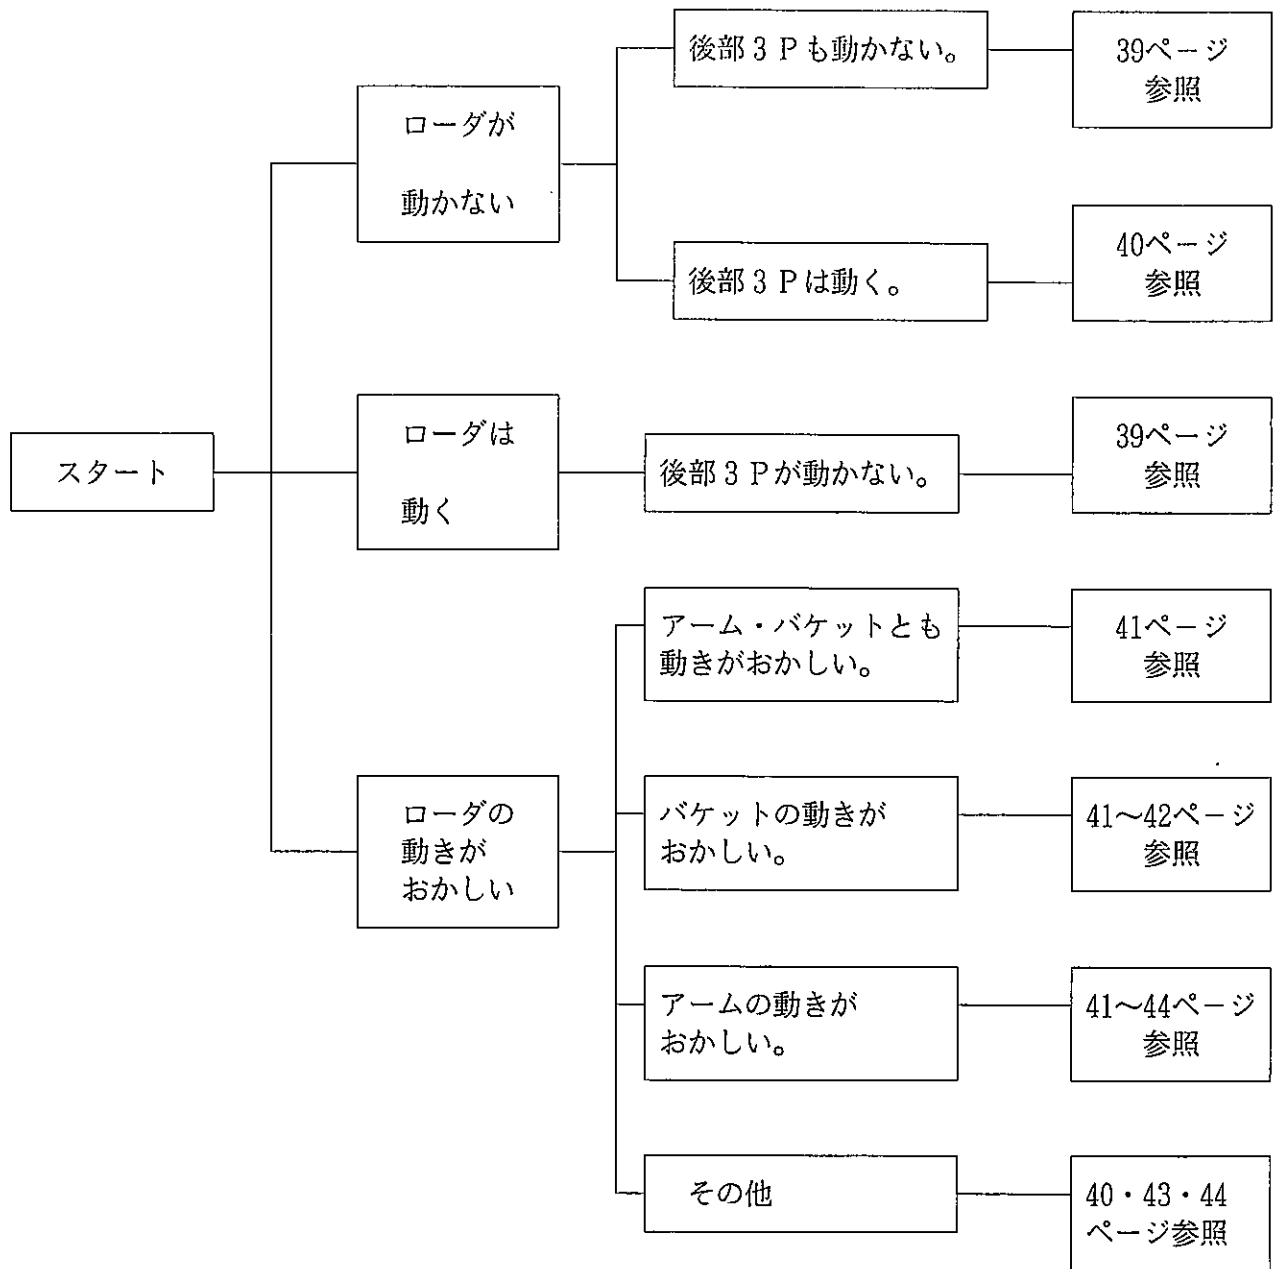 スタート
ローダが
動かない
後部3Pも動かない。
39ページ
参照
後部3Pは動く。
40ページ
参照
ローダは
動く
後部3Pが動かない。
39ページ
参照
ローダの
動きが
おかしい
アーム・バケットとも
動きがおかしい。
41ページ
参照
バケットの動きが
おかしい。
41～42ページ
参照
アームの動きが
おかしい。
41～44ページ
参照
その他
40・43・44
ページ参照